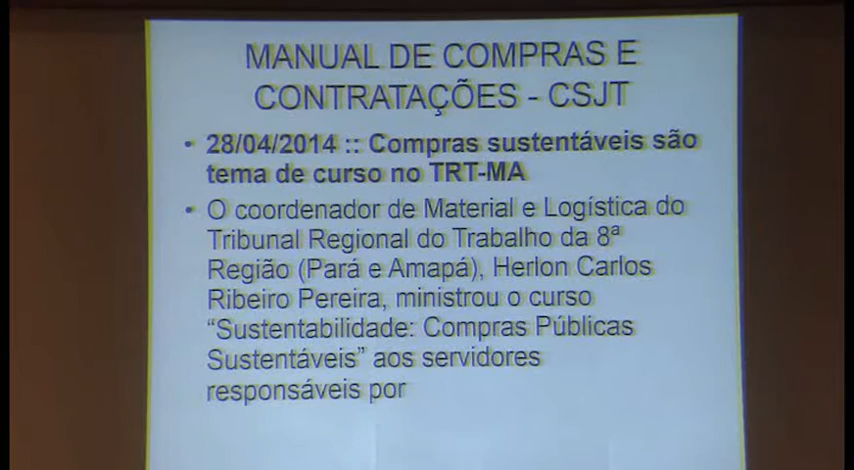 MANUAL DE COMPRAS E
CONTRATAÇÕES - CSJT
• 28/04/2014 :: Compras sustentáveis são
tema de curso no TRT-MA
• O coordenador de Material e Logística do
Tribunal Regional do Trabalho da 8ª
Região (Pará e Amapá), Herlon Carlos
Ribeiro Pereira, ministrou o curso
“Sustentabilidade: Compras Públicas
Sustentáveis” aos servidores
responsáveis por